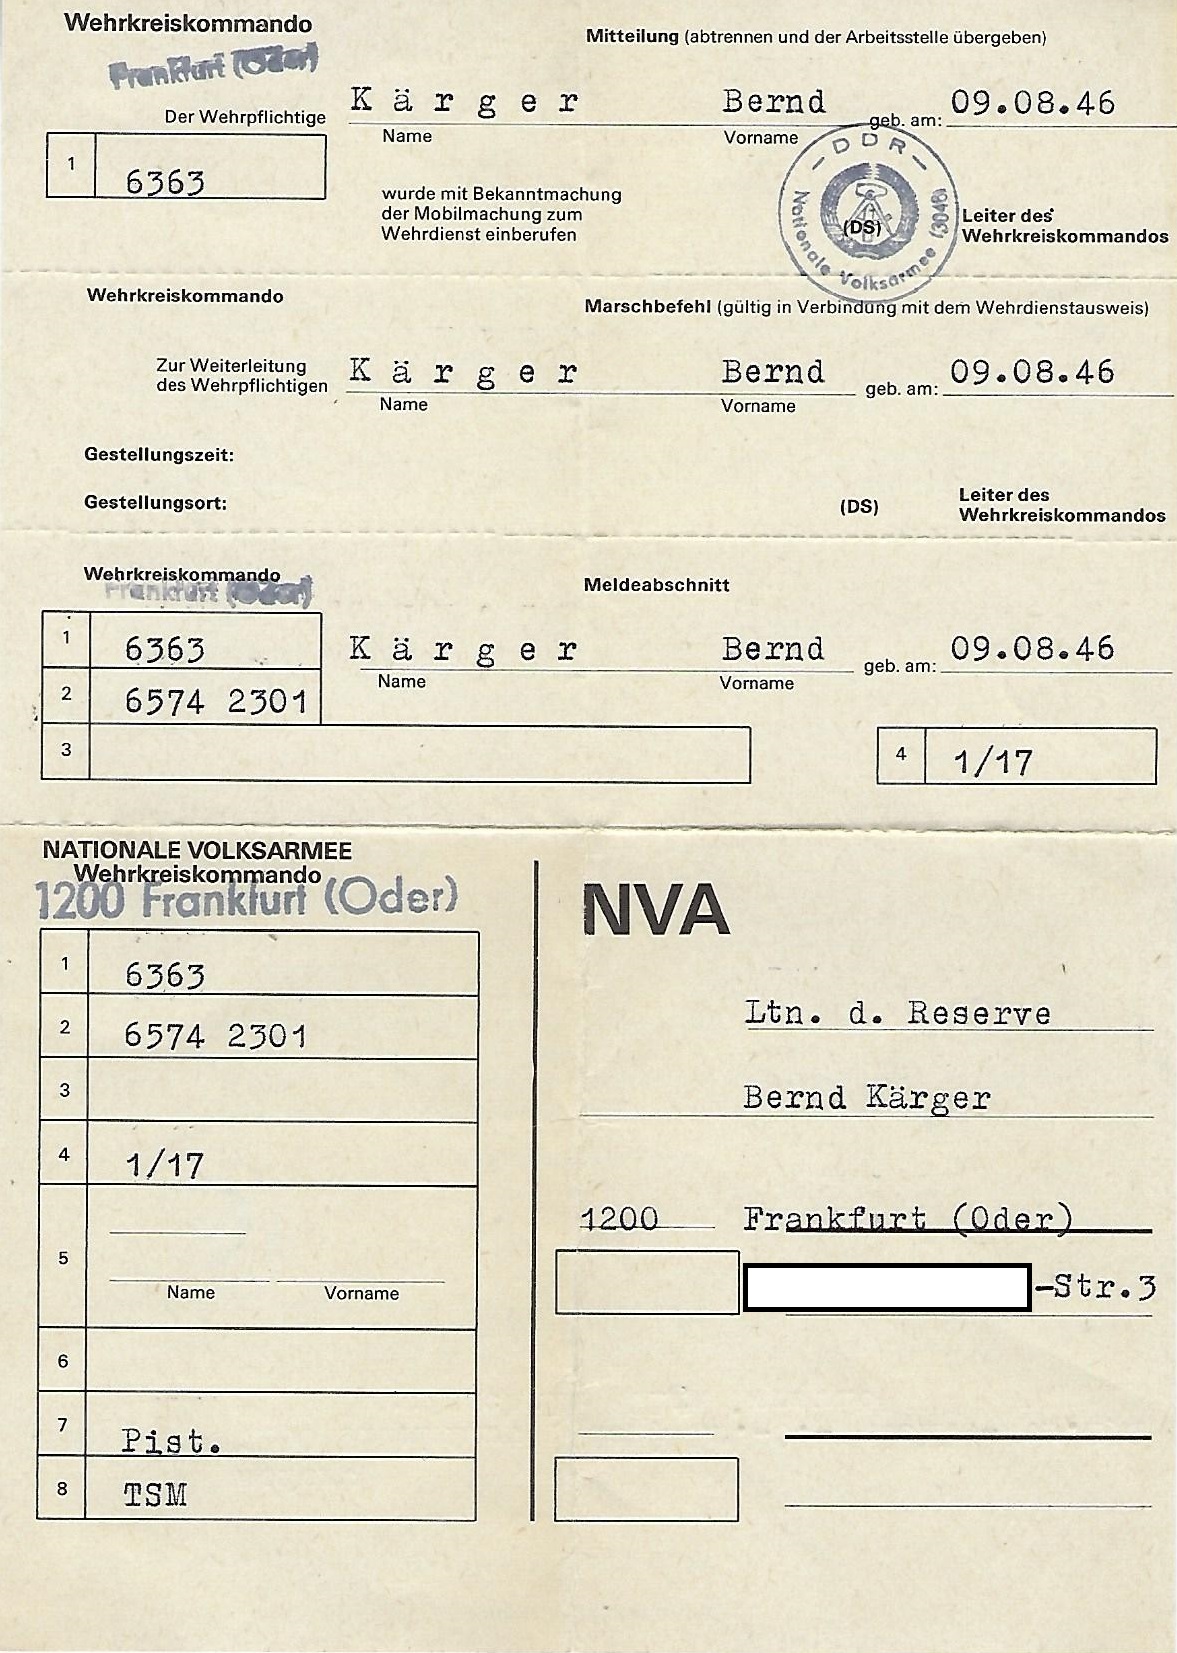 Wehrkreiskommando
Mitteilung (abtrennen und der Arbeitsstelle übergeben)
Frankfurt (Oder)
Der Wehrpflichtige K ä r g e r Bernd geb. am: 09.08.46
Name Vorname
1 6363
wurde mit Bekanntmachung
der Mobilmachung zum
Wehrdienst einberufen
– DDR –
Nationale Volksarmee (3048)
(DS)
Leiter des
Wehrkreiskommandos
Wehrkreiskommando
Marschbefehl (gültig in Verbindung mit dem Wehrdienstausweis)
Zur Weiterleitung
des Wehrpflichtigen K ä r g e r Bernd geb. am: 09.08.46
Name Vorname
Gestellungszeit:
Gestellungsort:
(DS)
Leiter des
Wehrkreiskommandos
Wehrkreiskommando
Frankfurt (Oder)
Meldeabschnitt
1 6363 K ä r g e r Bernd geb. am: 09.08.46
Name Vorname
2 6574 2301
3
4 1/17
NATIONALE VOLKSARMEE
Wehrkreiskommando
1200 Frankfurt (Oder)
1 6363
2 6574 2301
3
4 1/17
5
Name Vorname
6
7 Pist.
8 TSM
NVA
Ltn. d. Reserve
Bernd Kärger
1200 Frankfurt (Oder)
-Str.3